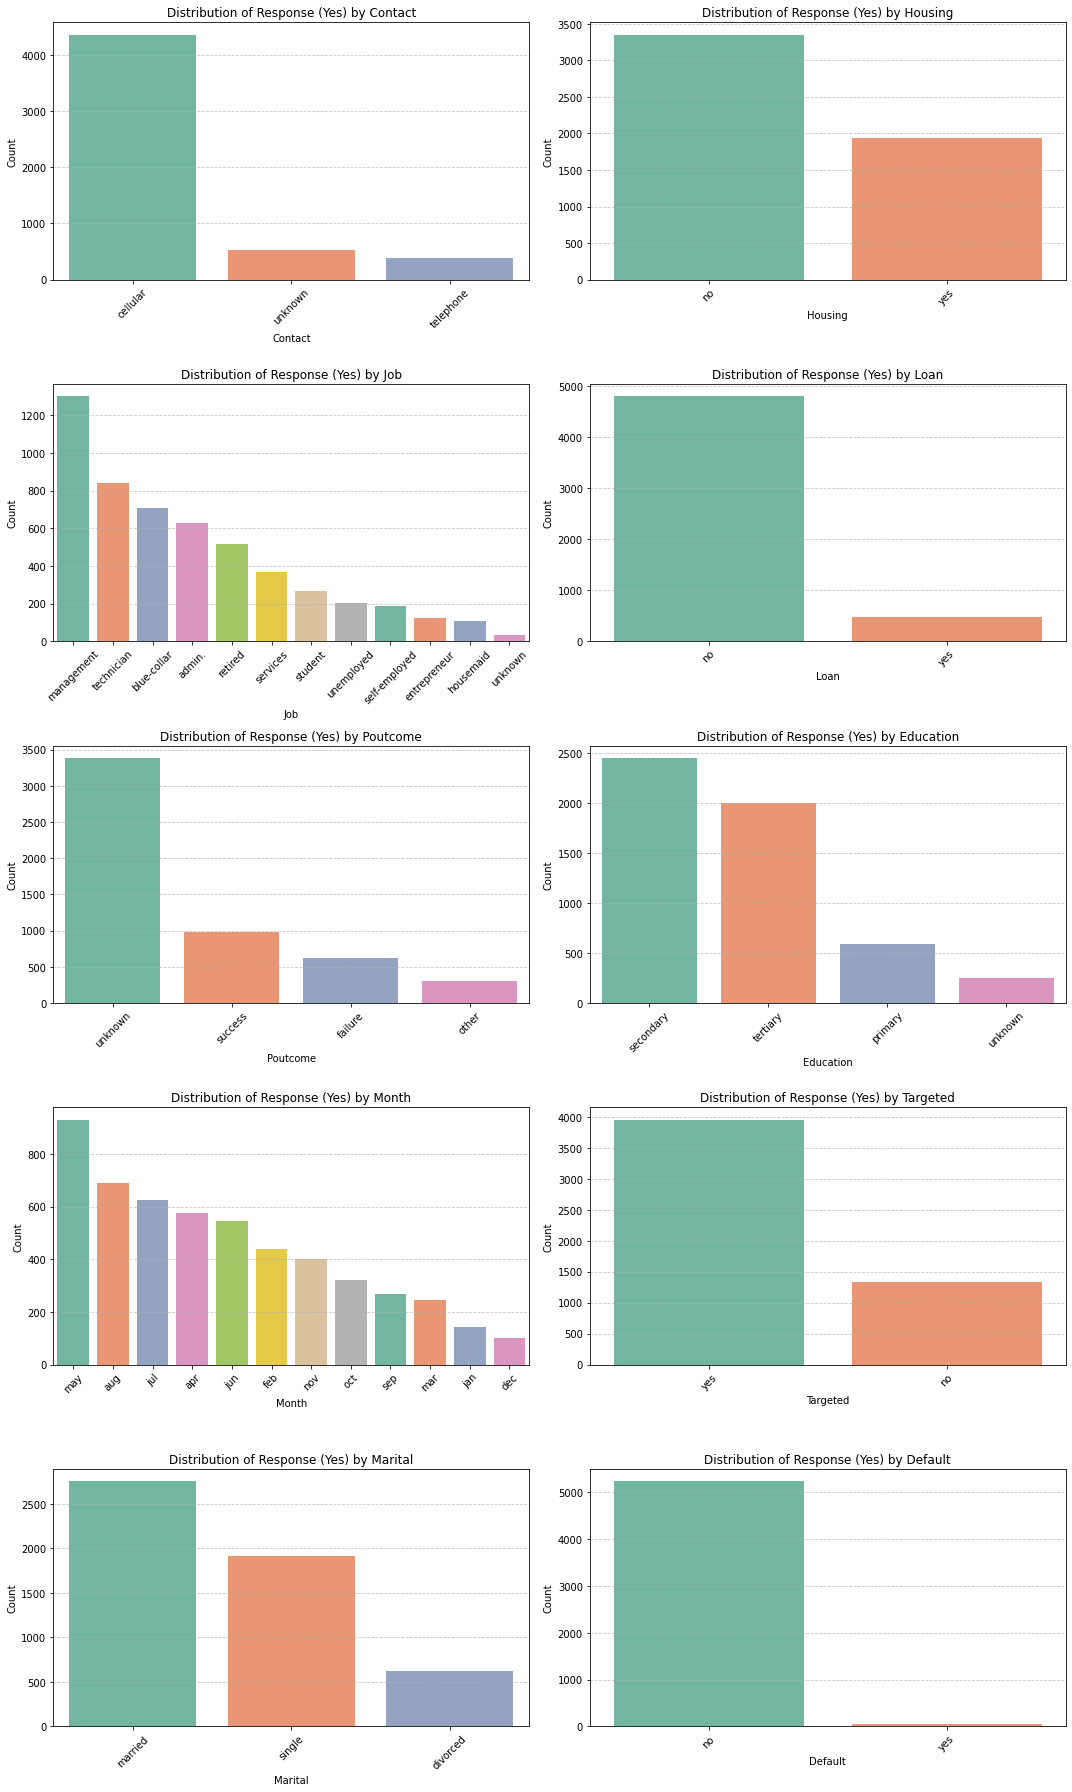 Distribution of Response (Yes) by Contact
4000
3000
2000
1000
0
Count
cellular
unknown
telephone
Contact
Distribution of Response (Yes) by Housing
3500
3000
2500
2000
1500
1000
500
0
Count
no
yes
Housing
Distribution of Response (Yes) by Job
1200
1000
800
600
400
200
0
Count
management
technician
blue-collar
admin.
retired
services
student
unemployed
self-employed
entrepreneur
housemaid
unknown
Job
Distribution of Response (Yes) by Loan
5000
4000
3000
2000
1000
0
Count
no
yes
Loan
Distribution of Response (Yes) by Poutcome
3500
3000
2500
2000
1500
1000
500
0
Count
unknown
success
failure
other
Poutcome
Distribution of Response (Yes) by Education
2500
2000
1500
1000
500
0
Count
secondary
tertiary
primary
unknown
Education
Distribution of Response (Yes) by Month
800
600
400
200
0
Count
may
aug
jul
apr
jun
feb
nov
oct
sep
mar
jan
dec
Month
Distribution of Response (Yes) by Targeted
4000
3500
3000
2500
2000
1500
1000
500
0
Count
yes
no
Targeted
Distribution of Response (Yes) by Marital
2500
2000
1500
1000
500
0
Count
married
single
divorced
Marital
Distribution of Response (Yes) by Default
5000
4000
3000
2000
1000
0
Count
no
yes
Default